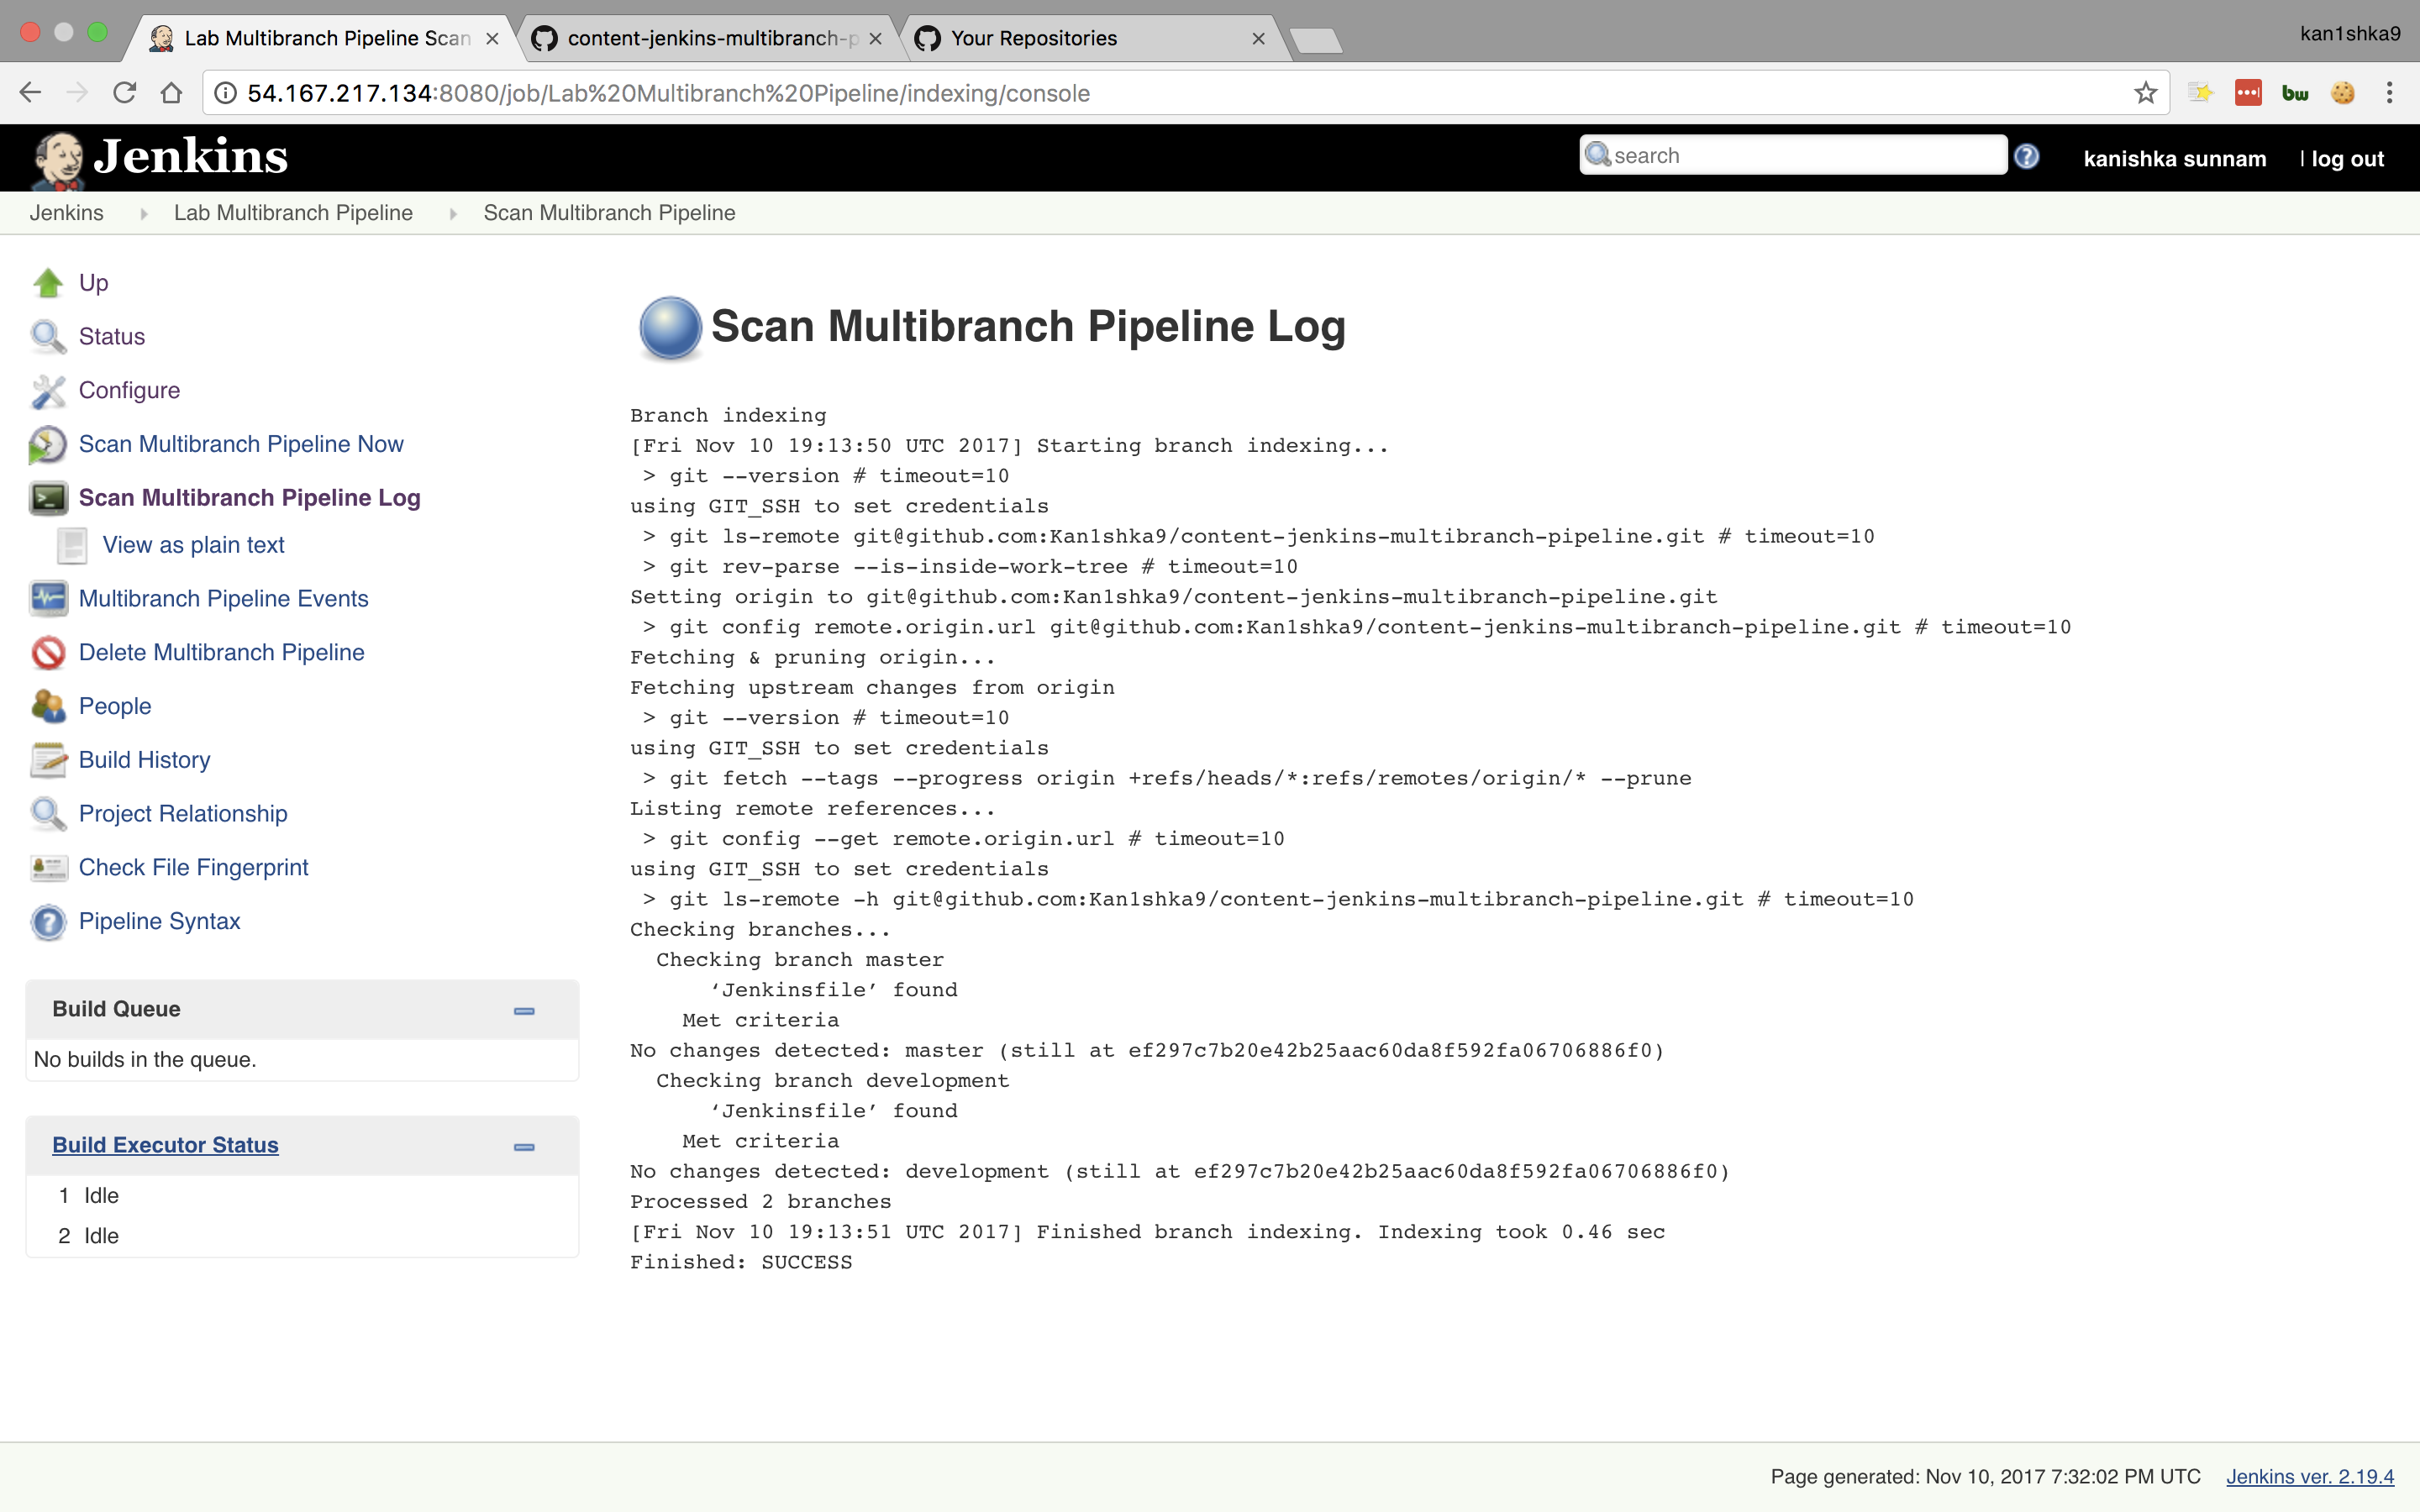 Lab Multibranch Pipeline Scan
content-jenkins-multibranch-p
Your Repositories
kan1shka9
54.167.217.134:8080/job/Lab%20Multibranch%20Pipeline/indexing/console
bw
Jenkins
search
kanishka sunnam
| log out
Jenkins
Lab Multibranch Pipeline
Scan Multibranch Pipeline
Up
Status
Configure
Scan Multibranch Pipeline Now
Scan Multibranch Pipeline Log
View as plain text
Multibranch Pipeline Events
Delete Multibranch Pipeline
People
Build History
Project Relationship
Check File Fingerprint
Pipeline Syntax
Build Queue
No builds in the queue.
Build Executor Status
1 Idle
2 Idle
Scan Multibranch Pipeline Log
Branch indexing
[Fri Nov 10 19:13:50 UTC 2017] Starting branch indexing...
> git --version # timeout=10
using GIT_SSH to set credentials
> git ls-remote git@github.com:Kan1shka9/content-jenkins-multibranch-pipeline.git # timeout=10
> git rev-parse --is-inside-work-tree # timeout=10
Setting origin to git@github.com:Kan1shka9/content-jenkins-multibranch-pipeline.git
> git config remote.origin.url git@github.com:Kan1shka9/content-jenkins-multibranch-pipeline.git # timeout=10
Fetching & pruning origin...
Fetching upstream changes from origin
> git --version # timeout=10
using GIT_SSH to set credentials
> git fetch --tags --progress origin +refs/heads/*:refs/remotes/origin/* --prune
Listing remote references...
> git config --get remote.origin.url # timeout=10
using GIT_SSH to set credentials
> git ls-remote -h git@github.com:Kan1shka9/content-jenkins-multibranch-pipeline.git # timeout=10
Checking branches...
Checking branch master
‘Jenkinsfile’ found
Met criteria
No changes detected: master (still at ef297c7b20e42b25aac60da8f592fa06706886f0)
Checking branch development
‘Jenkinsfile’ found
Met criteria
No changes detected: development (still at ef297c7b20e42b25aac60da8f592fa06706886f0)
Processed 2 branches
[Fri Nov 10 19:13:51 UTC 2017] Finished branch indexing. Indexing took 0.46 sec
Finished: SUCCESS
Page generated: Nov 10, 2017 7:32:02 PM UTC
Jenkins ver. 2.19.4